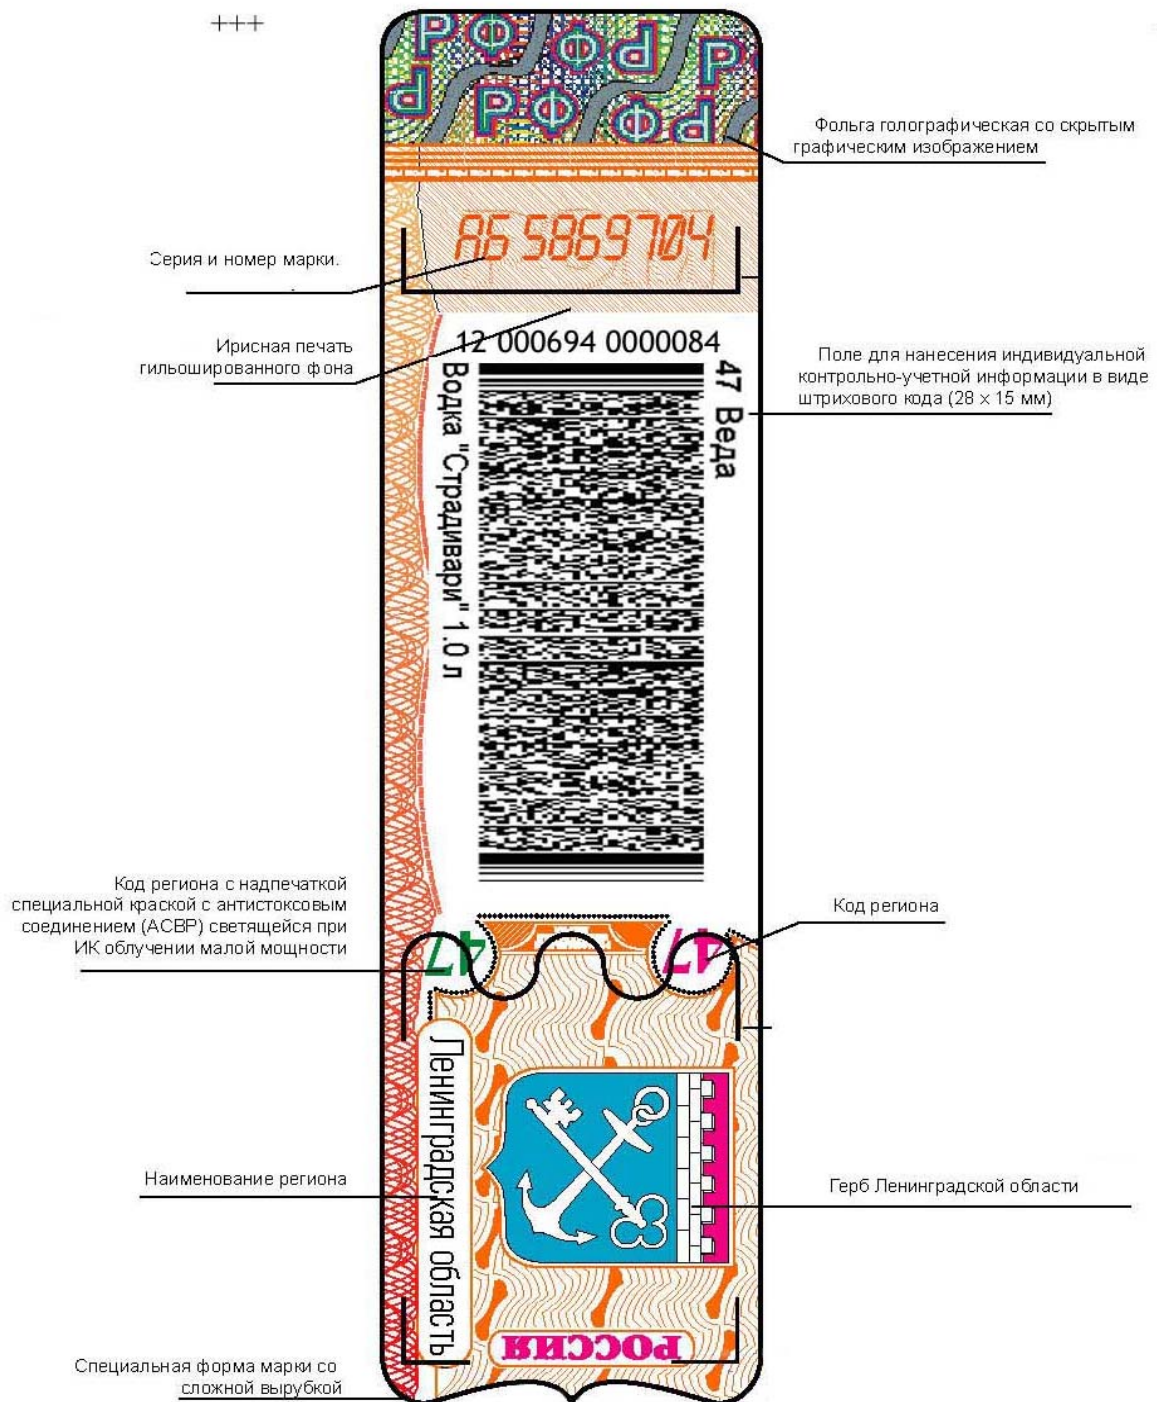 +++
Фольга голографическая со скрытым
графическим изображением
А6 5869704
Серия и номер марки.
Ирисная печать
гильошированного фона
12 000694 0000084
47 Веда
Водка "Страдивари" 1.0 л
Поле для нанесения индивидуальной
контрольно-учетной информации в виде
штрихового кода (28 х 15 мм)
Код региона с надпечаткой
специальной краской с антистоксовым
соединением (АСВР) светящейся при
ИК облучении малой мощности
Код региона
47
47
Ленинградская область
Наименование региона
Герб Ленинградской области
РОССИЯ
Специальная форма марки со
сложной вырубкой